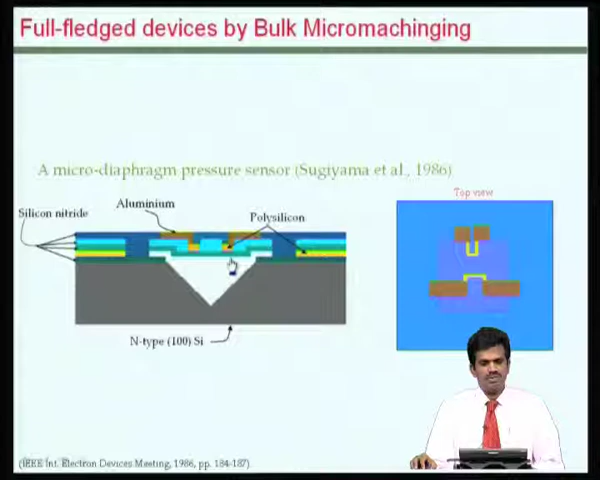 Full-fledged devices by Bulk Micromachinging
A micro-diaphragm pressure sensor (Sugiyama et al., 1986)
Top view
Aluminium
Silicon nitride
Polysilicon
N-type (100) Si
(IEEE Int. Electron Devices Meeting, 1986, pp. 184-187)